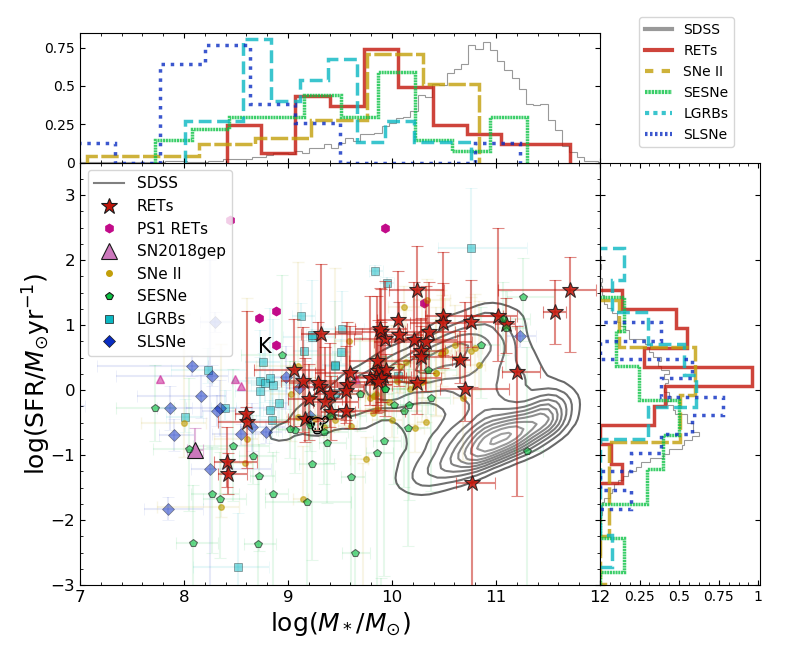 SDSS
RETs
SNe II
SESNe
LGRBs
SLSNe
0.75
0.5
0.25
0
SDSS
RETs
PS1 RETs
SN2018gep
SNe II
SESNe
LGRBs
SLSNe
K
3
2
1
0
−1
−2
−3
log(SFR/M⊙yr⁻¹)
7 8 9 10 11 12
0.25 0.5 0.75 1
log(M*/M⊙)